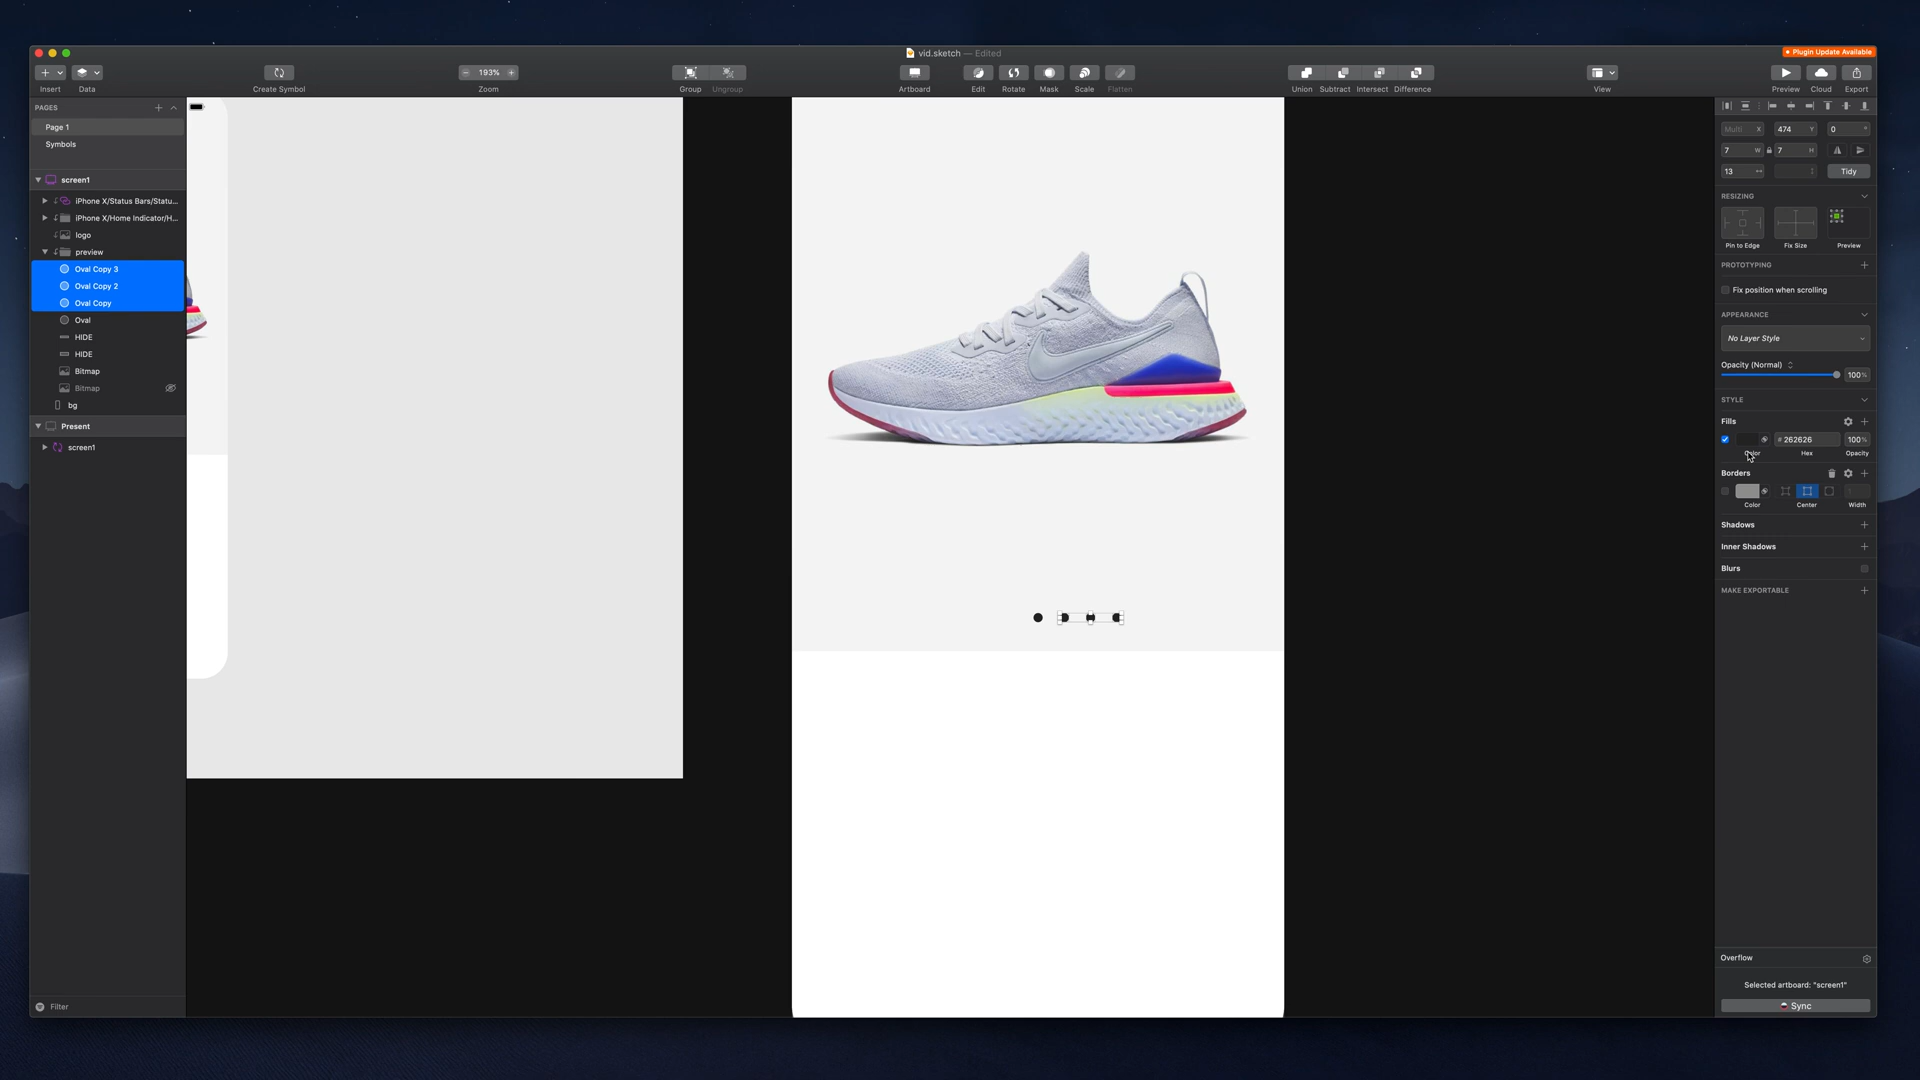 vid.sketch — Edited
Plugin Update Available
193%
Insert
Data
Create Symbol
Zoom
Group
Ungroup
Artboard
Edit
Rotate
Mask
Scale
Flatten
Union
Subtract
Intersect
Difference
View
Preview
Cloud
Export
PAGES
Page 1
Symbols
screen1
iPhone X/Status Bars/Statu...
iPhone X/Home Indicator/H...
logo
preview
Oval Copy 3
Oval Copy 2
Oval Copy
Oval
HIDE
HIDE
Bitmap
Bitmap
bg
Present
screen1
Filter
Multi X 474 Y 0 °
7 W 7 H
13
Tidy
RESIZING
Pin to Edge
Fix Size
Preview
PROTOTYPING
Fix position when scrolling
APPEARANCE
No Layer Style
Opacity (Normal)
100%
STYLE
Fills
# 262626 100%
Color Hex Opacity
Borders
Color Center Width
Shadows
Inner Shadows
Blurs
MAKE EXPORTABLE
Overflow
Selected artboard: "screen1"
Sync